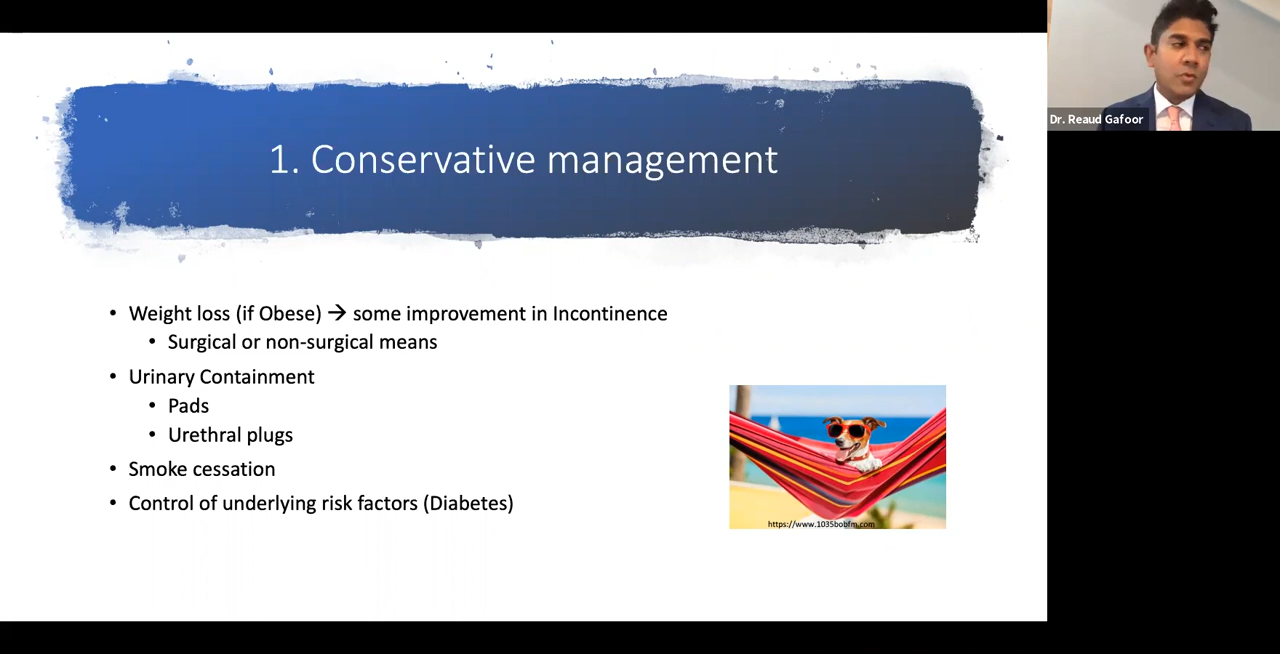 Dr. Reaud Gafoor
1. Conservative management
• Weight loss (if Obese) → some improvement in Incontinence
• Surgical or non-surgical means
• Urinary Containment
• Pads
• Urethral plugs
• Smoke cessation
• Control of underlying risk factors (Diabetes)
https://www.1035bobfm.com